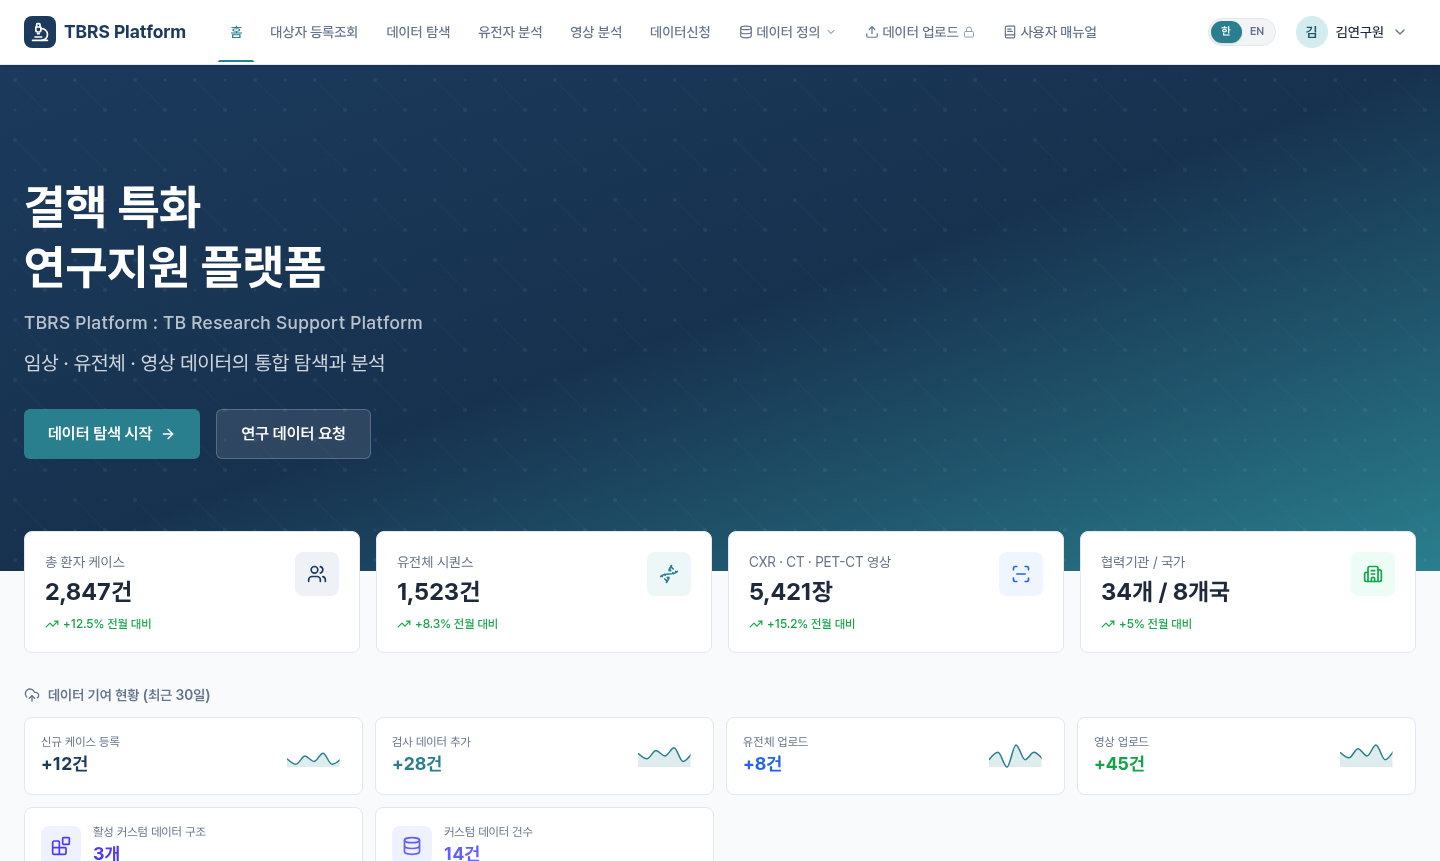 TBRS Platform 홈 대상자 등록조회 데이터 탐색 유전자 분석 영상 분석 데이터신청 데이터 정의 데이터 업로드 사용자 매뉴얼 한 EN 김 김연구원
결핵 특화
연구지원 플랫폼
TBRS Platform : TB Research Support Platform
임상 · 유전체 · 영상 데이터의 통합 탐색과 분석
데이터 탐색 시작 연구 데이터 요청
총 환자 케이스
2,847건
+12.5% 전월 대비
유전체 시퀀스
1,523건
+8.3% 전월 대비
CXR · CT · PET-CT 영상
5,421장
+15.2% 전월 대비
협력기관 / 국가
34개 / 8개국
+5% 전월 대비
데이터 기여 현황 (최근 30일)
신규 케이스 등록
+12건
검사 데이터 추가
+28건
유전체 업로드
+8건
영상 업로드
+45건
활성 커스텀 데이터 구조
3개
커스텀 데이터 건수
14건